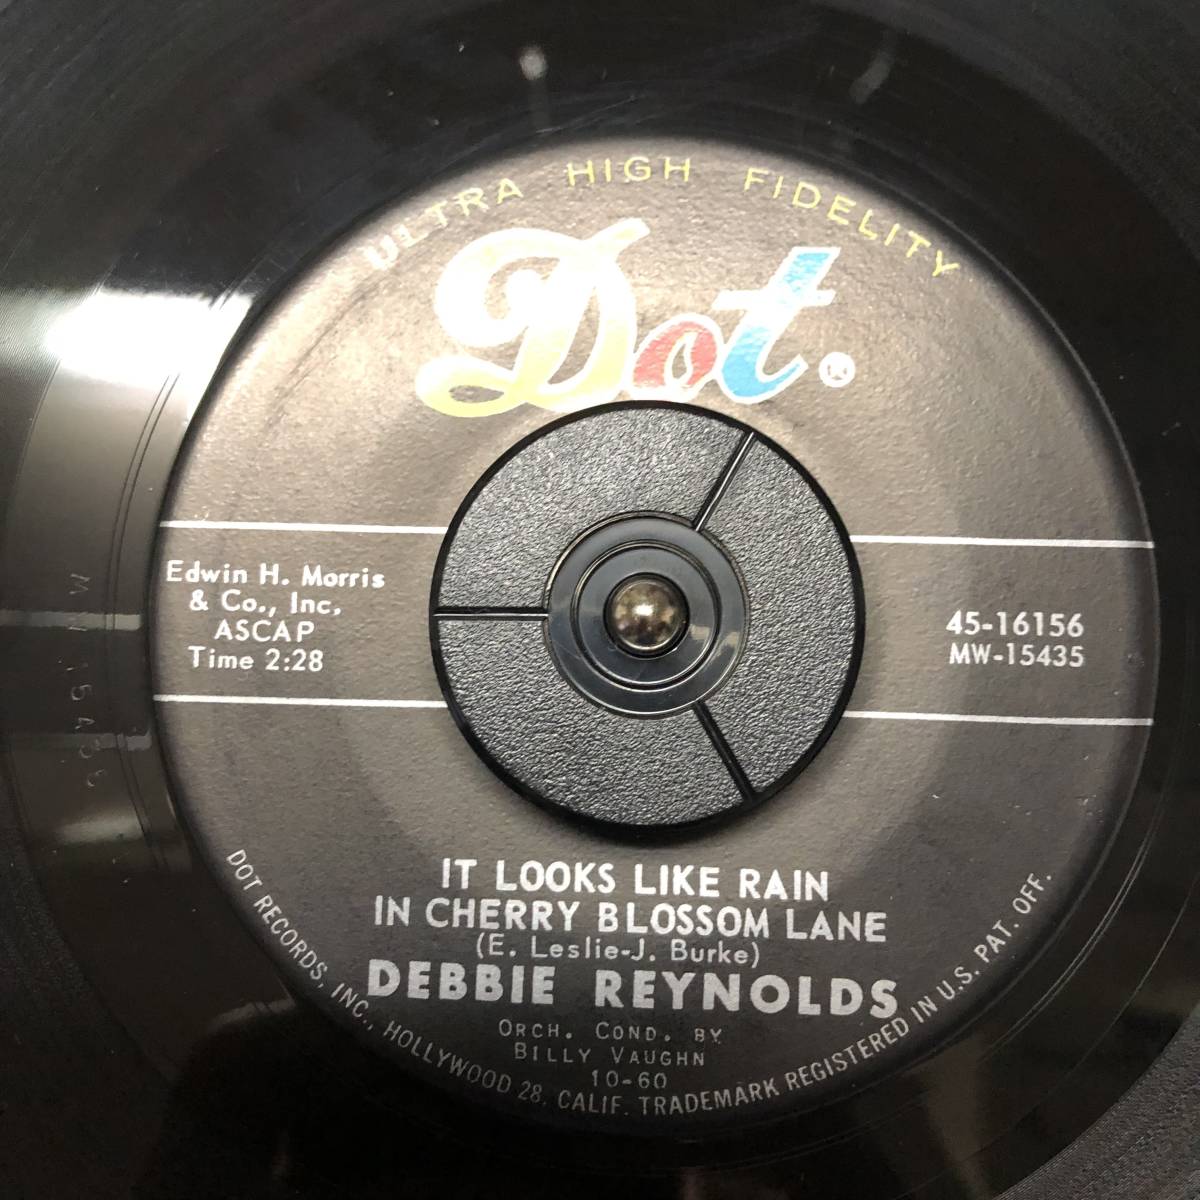 ULTRA HIGH FIDELITY
Dot®
Edwin H. Morris
& Co., Inc.
ASCAP
Time 2:28
45-16156
MW-15435
IT LOOKS LIKE RAIN
IN CHERRY BLOSSOM LANE
(E. Leslie-J. Burke)
DEBBIE REYNOLDS
ORCH. COND. BY
BILLY VAUGHN
10-60
DOT RECORDS, INC., HOLLYWOOD 28, CALIF. TRADEMARK REGISTERED IN U.S. PAT. OFF.